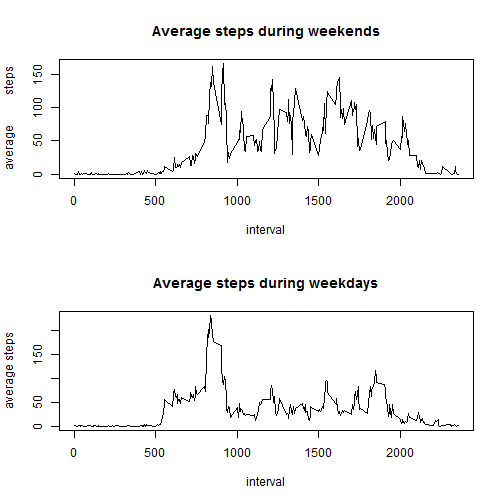 Average steps during weekends
average steps
150
100
50
0
0 500 1000 1500 2000
interval
Average steps during weekdays
average steps
150
50
0
0 500 1000 1500 2000
interval